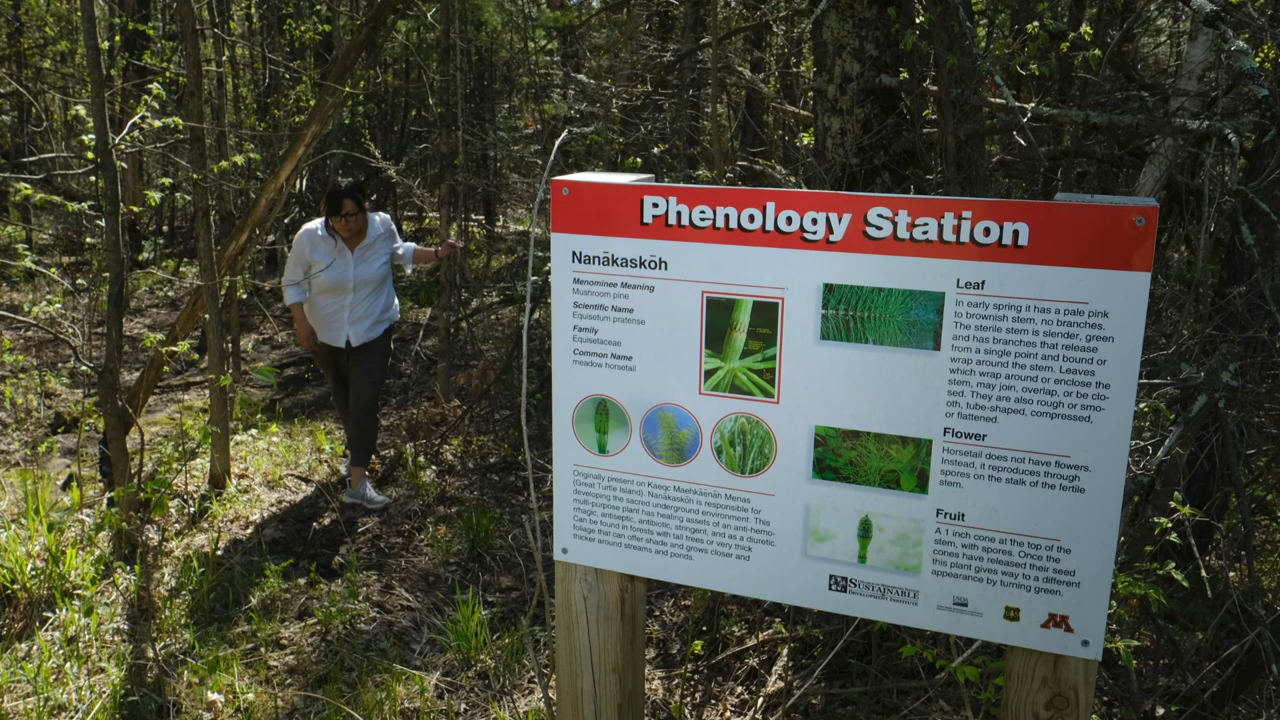 Phenology Station
Nanākaskōh
Menominee Meaning
Mushroom pine
Scientific Name
Equisetum pratense
Family
Equisetaceae
Common Name
meadow horsetail
Originally present on Kaeqc Maehkāēnāh Menas
(Great Turtle Island). Nanākaskōh is responsible for
developing the sacred underground environment. This
multi-purpose plant has healing assets of an anti-hemo-
rrhagic, antiseptic, antibiotic, stringent, and as a diuretic.
Can be found in forests with tall trees or very thick
foliage that can offer shade and grows closer and
thicker around streams and ponds.
Leaf
In early spring it has a pale pink
to brownish stem, no branches.
The sterile stem is slender, green
and has branches that release
from a single point and bound or
wrap around the stem. Leaves
which wrap around or enclose the
stem, may join, overlap, or be clo-
sed. They are also rough or smo-
oth, tube-shaped, compressed,
or flattened.
Flower
Horsetail does not have flowers.
Instead, it reproduces through
spores on the stalk of the fertile
stem.
Fruit
A 1 inch cone at the top of the
stem, with spores. Once the
cones have released their seed
this plant gives way to a different
appearance by turning green.
SUSTAINABLE
DEVELOPMENT INSTITUTE
USDA
M